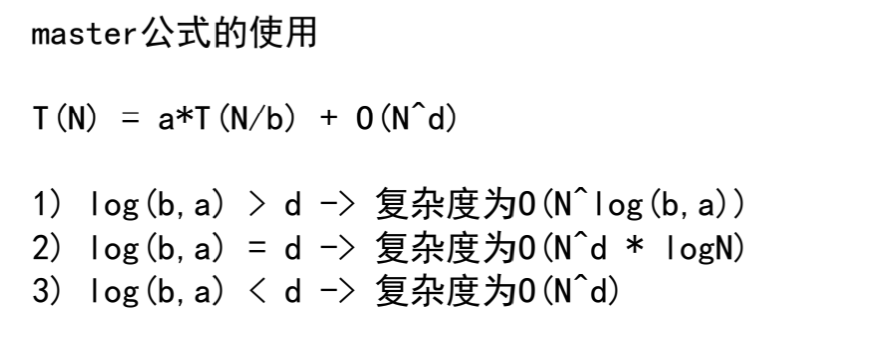 master公式的使用
T(N) = a*T(N/b) + O(N^d)
1) log(b,a) > d -> 复杂度为O(N^log(b,a))
2) log(b,a) = d -> 复杂度为O(N^d * logN)
3) log(b,a) < d -> 复杂度为O(N^d)